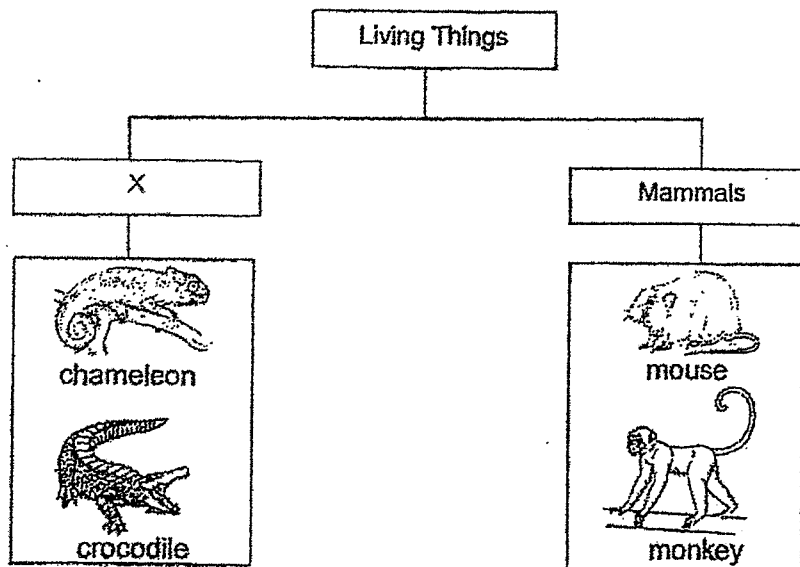 Living Things
X
Mammals
chameleon
mouse
crocodile
monkey